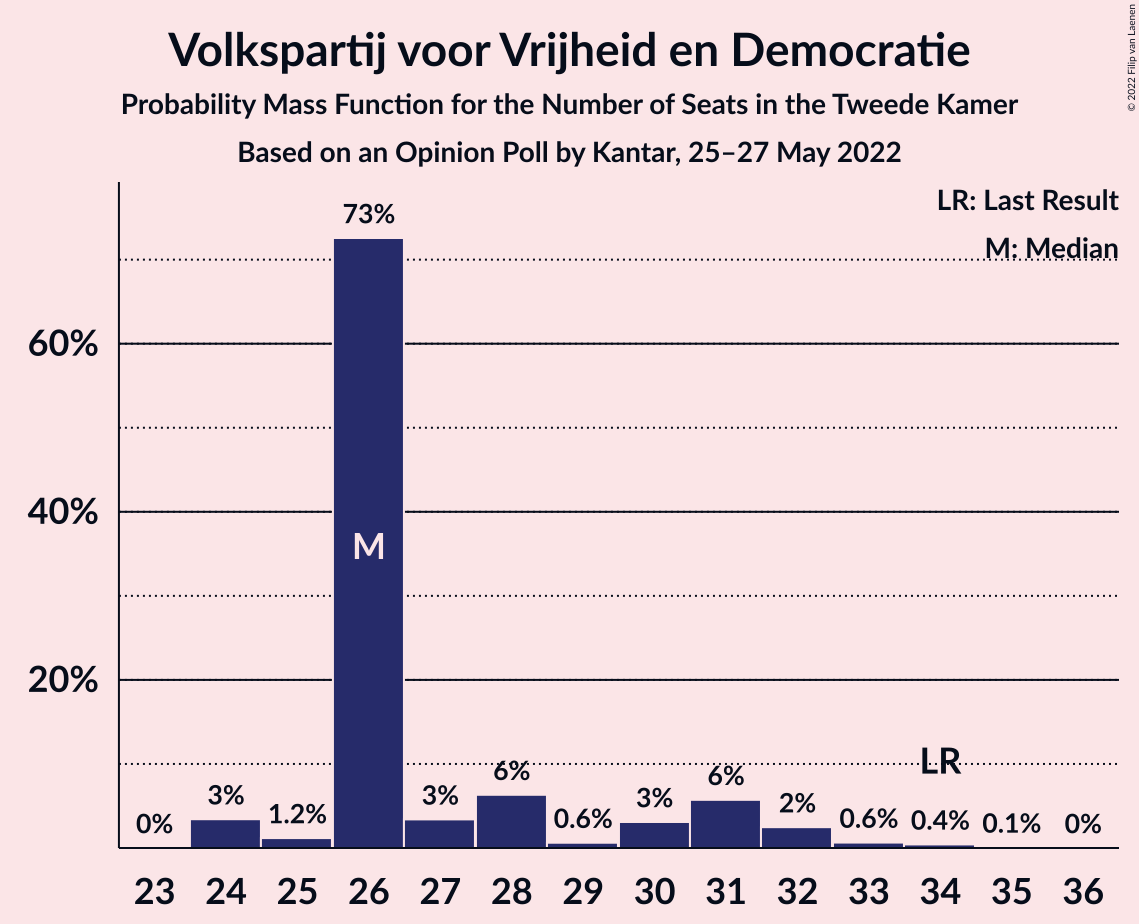 Volkspartij voor Vrijheid en Democratie
Probability Mass Function for the Number of Seats in the Tweede Kamer
Based on an Opinion Poll by Kantar, 25–27 May 2022
© 2022 Filip van Laenen
LR: Last Result
M: Median
60%
40%
20%
0%
3%
1.2%
73%
M
3%
6%
0.6%
3%
6%
2%
0.6%
LR
0.4%
0.1%
0%
23 24 25 26 27 28 29 30 31 32 33 34 35 36